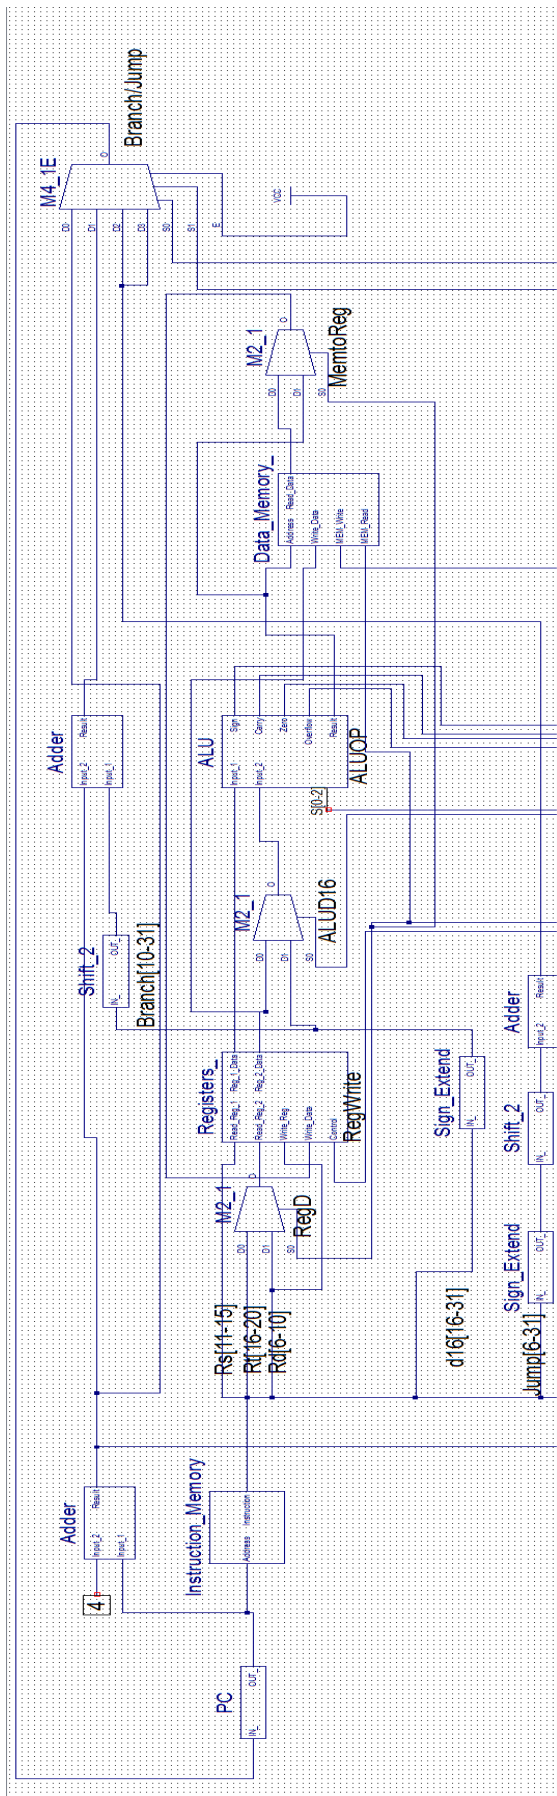 PC
IN_
OUT_
4
Adder
Input_2
Input_1
Result
Instruction_Memory
Address
Instruction
Rs[11-15]
Rt[16-20]
Rd[6-10]
d16[16-31]
Jump[6-31]
M2_1
D0
D1
S0
O
RegD
Registers_
Read_Reg_1
Reg_1_Data
Read_Reg_2
Reg_2_Data
Write_Reg
Write_Data
Control
RegWrite
Sign_Extend
IN_
OUT_
Sign_Extend
IN_
OUT_
Shift_2
IN_
OUT_
Adder
Input_2
Result
Shift_2
IN_
OUT_
Branch[10-31]
M2_1
D0
D1
S0
O
ALUD16
Adder
Input_2
Input_1
Result
ALU
Input_1
Input_2
S[0-2]
Sign
Carry
Zero
Overflow
Result
ALUOP
Data_Memory_
Address
Read_Data
Write_Data
MEM_Write
MEM_Read
M2_1
D0
D1
S0
O
MemtoReg
M4_1E
D0
D1
D2
D3
S0
S1
E
O
Branch/Jump
VCC